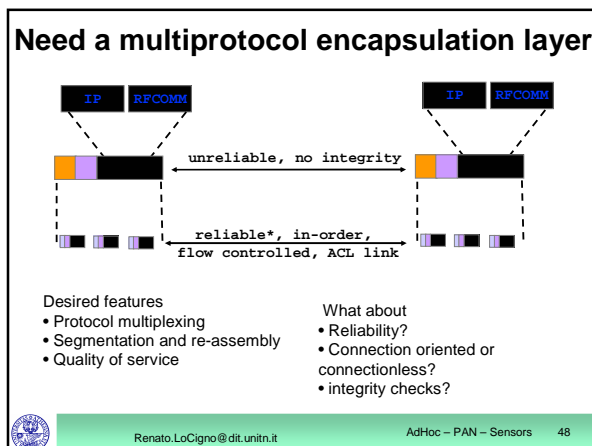 Need a multiprotocol encapsulation layer
IP RFCOMM
IP RFCOMM
unreliable, no integrity
reliable*, in-order,
flow controlled, ACL link
Desired features
• Protocol multiplexing
• Segmentation and re-assembly
• Quality of service
What about
• Reliability?
• Connection oriented or
connectionless?
• integrity checks?
Renato.LoCigno@dit.unitn.it
AdHoc – PAN – Sensors 48